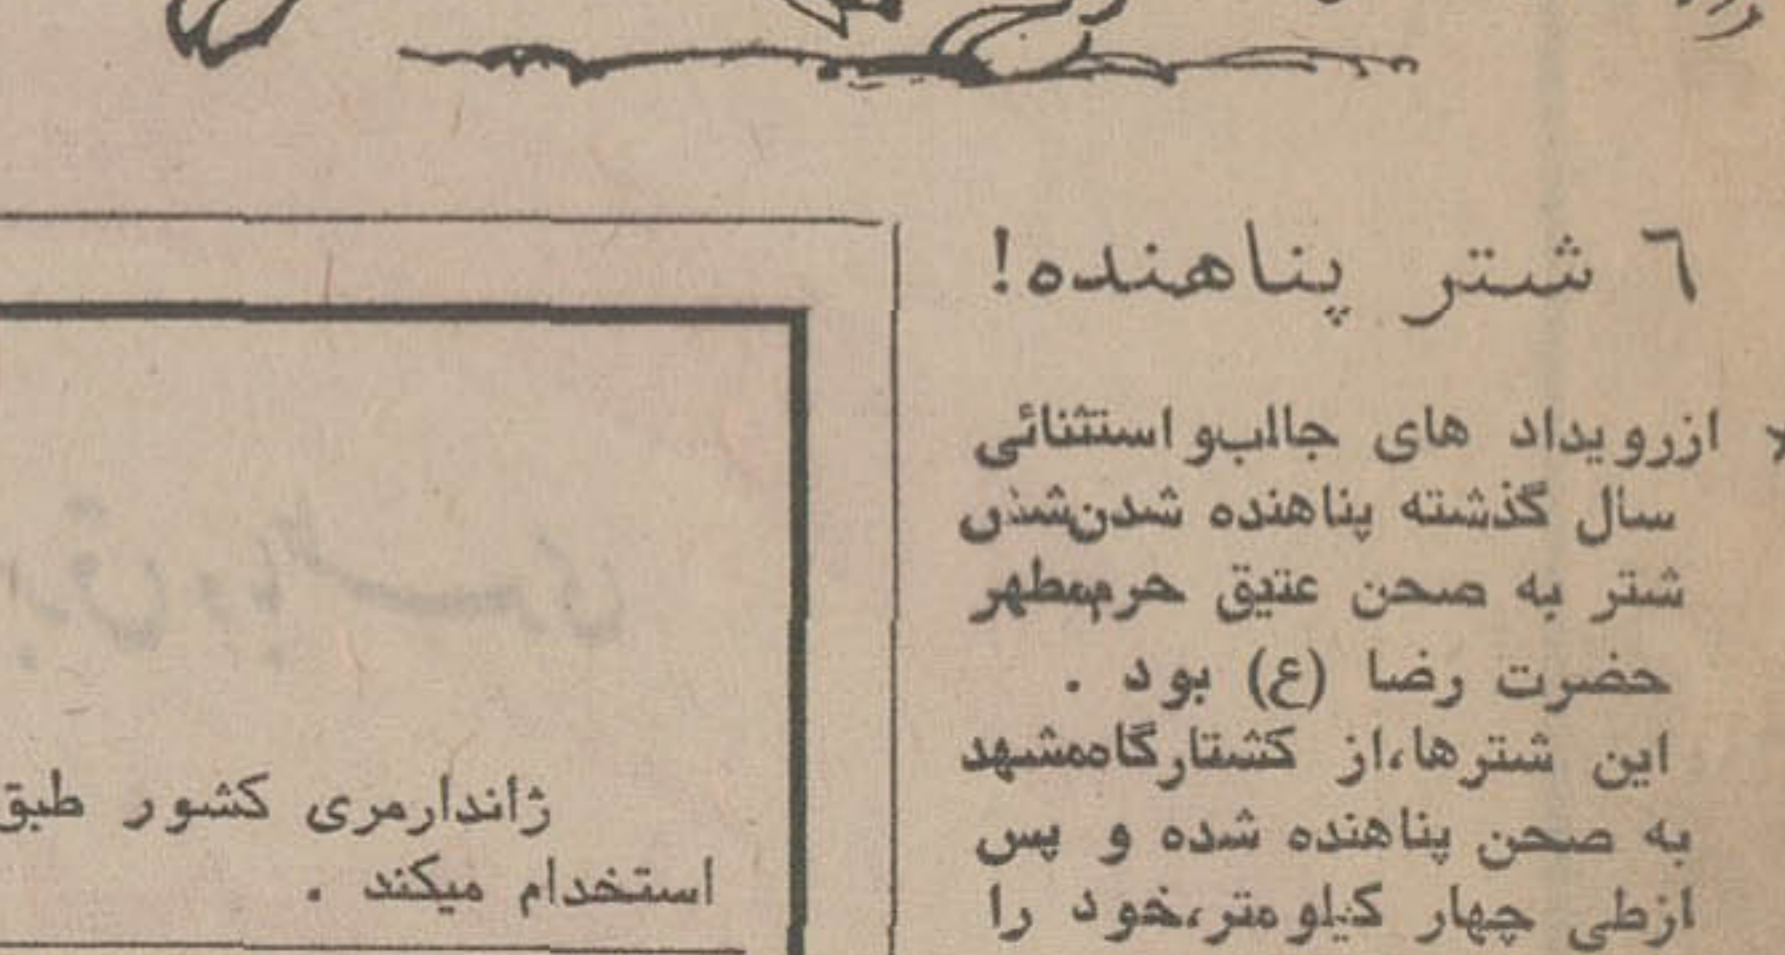 ٦ شتر پناهنده!
ازرویداد های جالب‌و استثنائی
سال گذشته پناهنده شدن‌شش
شتر به صحن عتیق حرم‌مطهر
حضرت رضا (ع) بود .
این شترها،از کشتارگاه‌مشهد
به صحن پناهنده شده و پس
ازطی چهار کیلومتر،خود را
ژاندارمری کشور طبق
استخدام میکند .